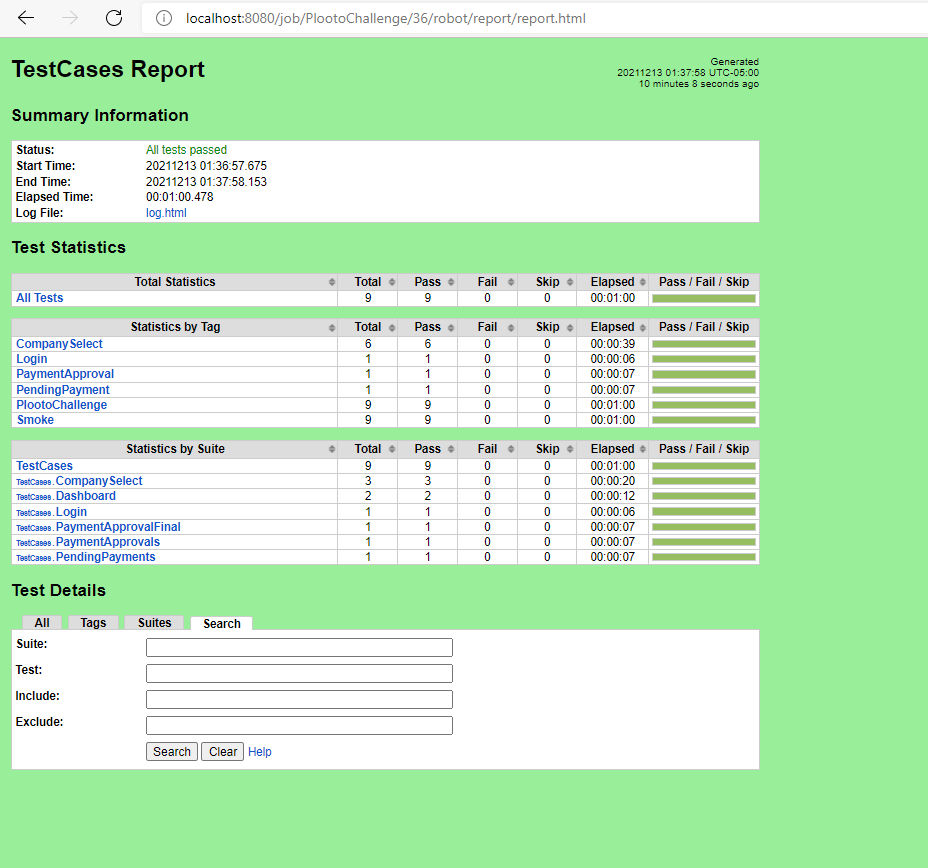 localhost:8080/job/PlootoChallenge/36/robot/report/report.html
TestCases Report
Generated
20211213 01:37:58 UTC-05:00
10 minutes 8 seconds ago
Summary Information
Status: All tests passed
Start Time: 20211213 01:36:57.675
End Time: 20211213 01:37:58.153
Elapsed Time: 00:01:00.478
Log File: log.html
Test Statistics
Total Statistics Total Pass Fail Skip Elapsed Pass / Fail / Skip
All Tests 9 9 0 0 00:01:00
Statistics by Tag Total Pass Fail Skip Elapsed Pass / Fail / Skip
CompanySelect 6 6 0 0 00:00:39
Login 1 1 0 0 00:00:06
PaymentApproval 1 1 0 0 00:00:07
PendingPayment 1 1 0 0 00:00:07
PlootoChallenge 9 9 0 0 00:01:00
Smoke 9 9 0 0 00:01:00
Statistics by Suite Total Pass Fail Skip Elapsed Pass / Fail / Skip
TestCases 9 9 0 0 00:01:00
TestCases.CompanySelect 3 3 0 0 00:00:20
TestCases.Dashboard 2 2 0 0 00:00:12
TestCases.Login 1 1 0 0 00:00:06
TestCases.PaymentApprovalFinal 1 1 0 0 00:00:07
TestCases.PaymentApprovals 1 1 0 0 00:00:07
TestCases.PendingPayments 1 1 0 0 00:00:07
Test Details
All Tags Suites Search
Suite:
Test:
Include:
Exclude:
Search Clear Help